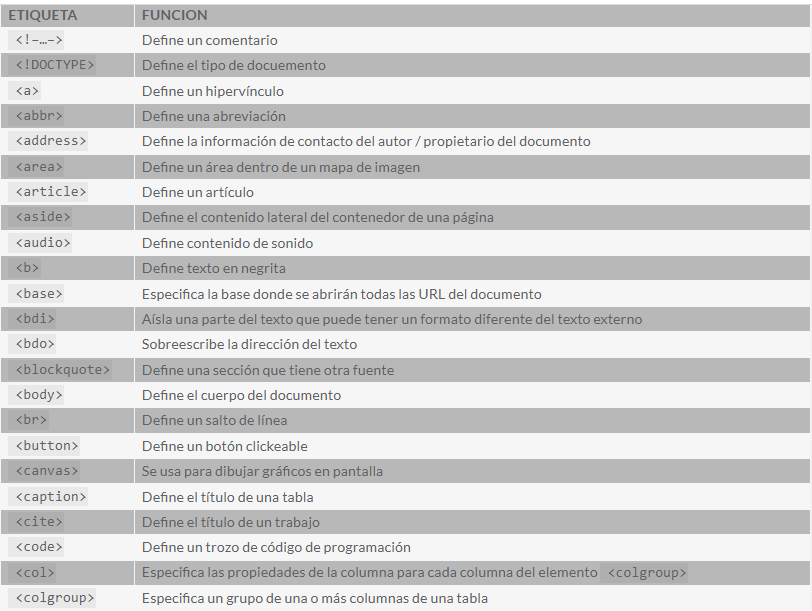 ETIQUETA FUNCION
<!-…-> Define un comentario
<!DOCTYPE> Define el tipo de docuemento
<a> Define un hipervínculo
<abbr> Define una abreviación
<address> Define la información de contacto del autor / propietario del documento
<area> Define un área dentro de un mapa de imagen
<article> Define un artículo
<aside> Define el contenido lateral del contenedor de una página
<audio> Define contenido de sonido
<b> Define texto en negrita
<base> Especifica la base donde se abrirán todas las URL del documento
<bdi> Aísla una parte del texto que puede tener un formato diferente del texto externo
<bdo> Sobreescribe la dirección del texto
<blockquote> Define una sección que tiene otra fuente
<body> Define el cuerpo del documento
<br> Define un salto de línea
<button> Define un botón clickeable
<canvas> Se usa para dibujar gráficos en pantalla
<caption> Define el título de una tabla
<cite> Define el título de un trabajo
<code> Define un trozo de código de programación
<col> Especifica las propiedades de la columna para cada columna del elemento <colgroup>
<colgroup> Especifica un grupo de una o más columnas de una tabla